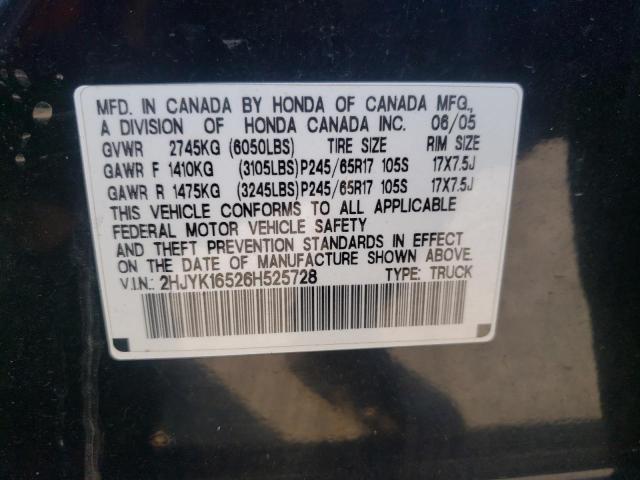 MFD. IN CANADA BY HONDA OF CANADA MFG.,
A DIVISION OF HONDA CANADA INC. 06/05
GVWR 2745KG (6050LBS) TIRE SIZE RIM SIZE
GAWR F 1410KG (3105LBS)P245/65R17 105S 17X7.5J
GAWR R 1475KG (3245LBS)P245/65R17 105S 17X7.5J
THIS VEHICLE CONFORMS TO ALL APPLICABLE
FEDERAL MOTOR VEHICLE SAFETY
AND THEFT PREVENTION STANDARDS IN EFFECT
ON THE DATE OF MANUFACTURE SHOWN ABOVE.
V.I.N.: 2HJYK16526H525728 TYPE: TRUCK